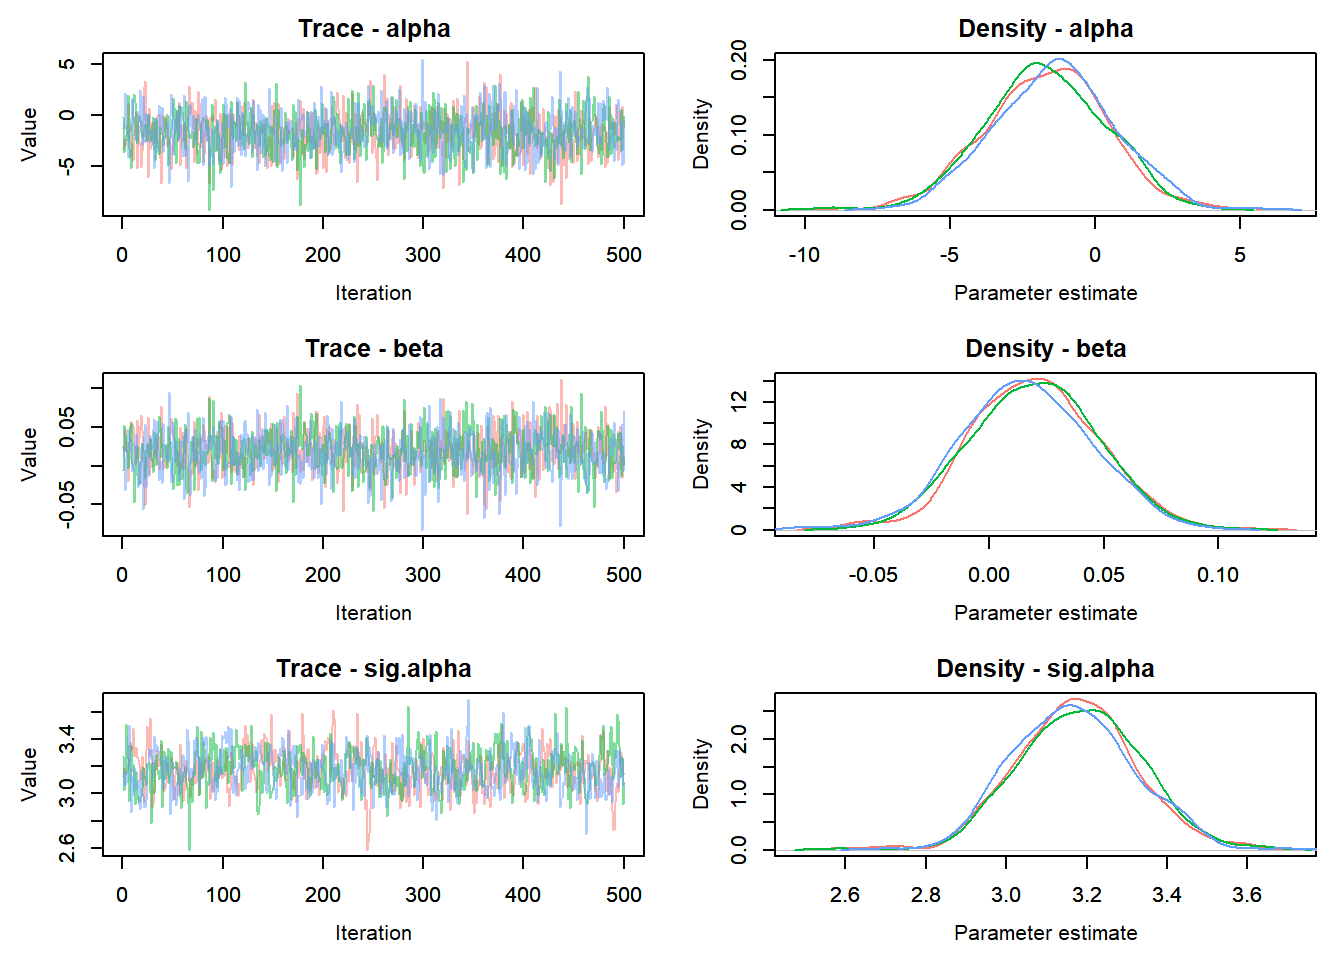 Trace - alpha
Value
5
0
-5
0 100 200 300 400 500
Iteration
Density - alpha
Density
0.20
0.10
0.00
-10 -5 0 5
Parameter estimate
Trace - beta
Value
0.05
-0.05
0 100 200 300 400 500
Iteration
Density - beta
Density
12
8
4
0
-0.05 0.00 0.05 0.10
Parameter estimate
Trace - sig.alpha
Value
3.4
3.0
2.6
0 100 200 300 400 500
Iteration
Density - sig.alpha
Density
2.0
1.0
0.0
2.6 2.8 3.0 3.2 3.4 3.6
Parameter estimate